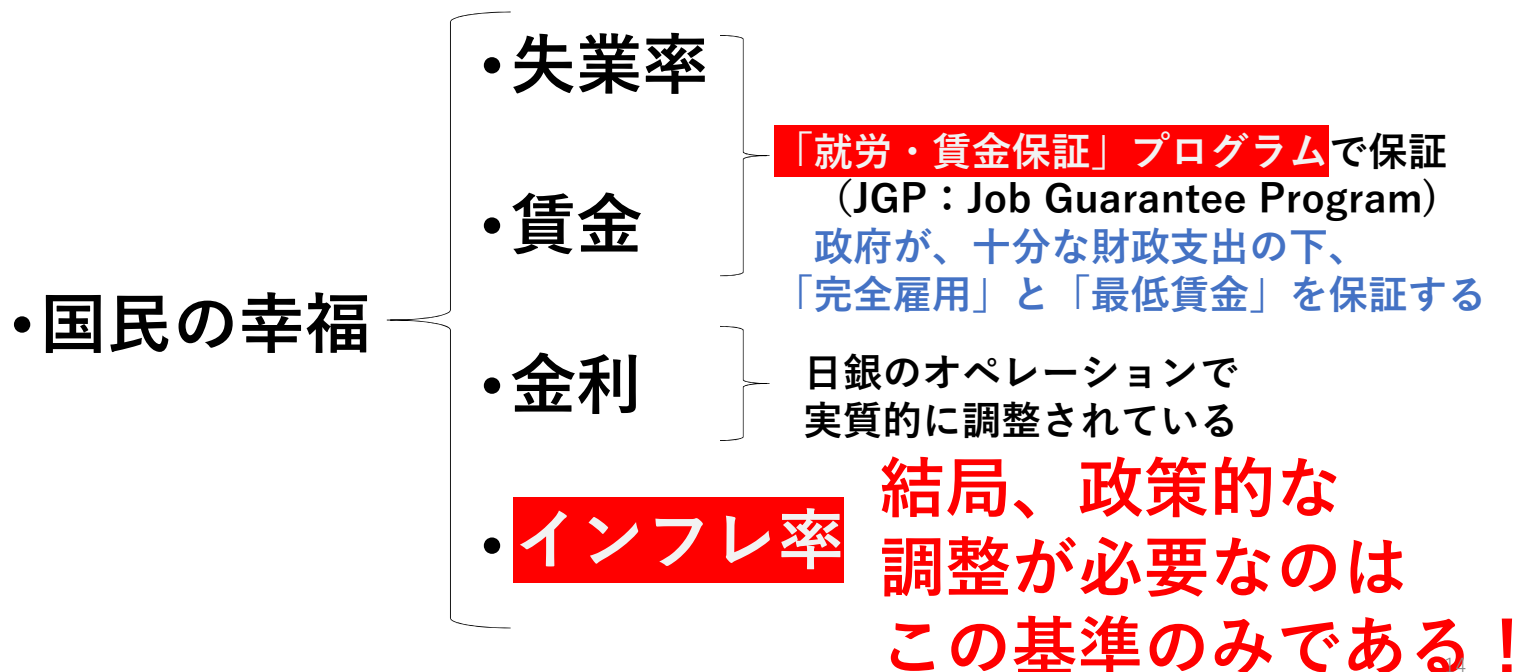 •国民の幸福
•失業率
•賃金
「就労・賃金保証」プログラムで保証
（JGP：Job Guarantee Program）
政府が、十分な財政支出の下、
「完全雇用」と「最低賃金」を保証する
•金利
日銀のオペレーションで
実質的に調整されている
•インフレ率
結局、政策的な
調整が必要なのは
この基準のみである！
14